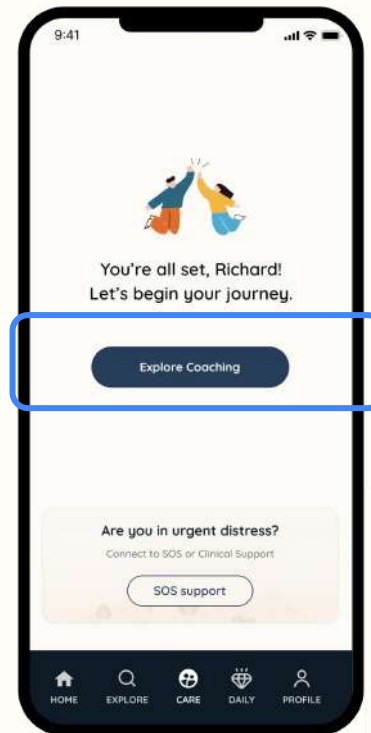 9:41
You're all set, Richard!
Let's begin your journey.
Explore Coaching
Are you in urgent distress?
Connect to SOS or Clinical Support
SOS support
HOME EXPLORE CARE DAILY PROFILE